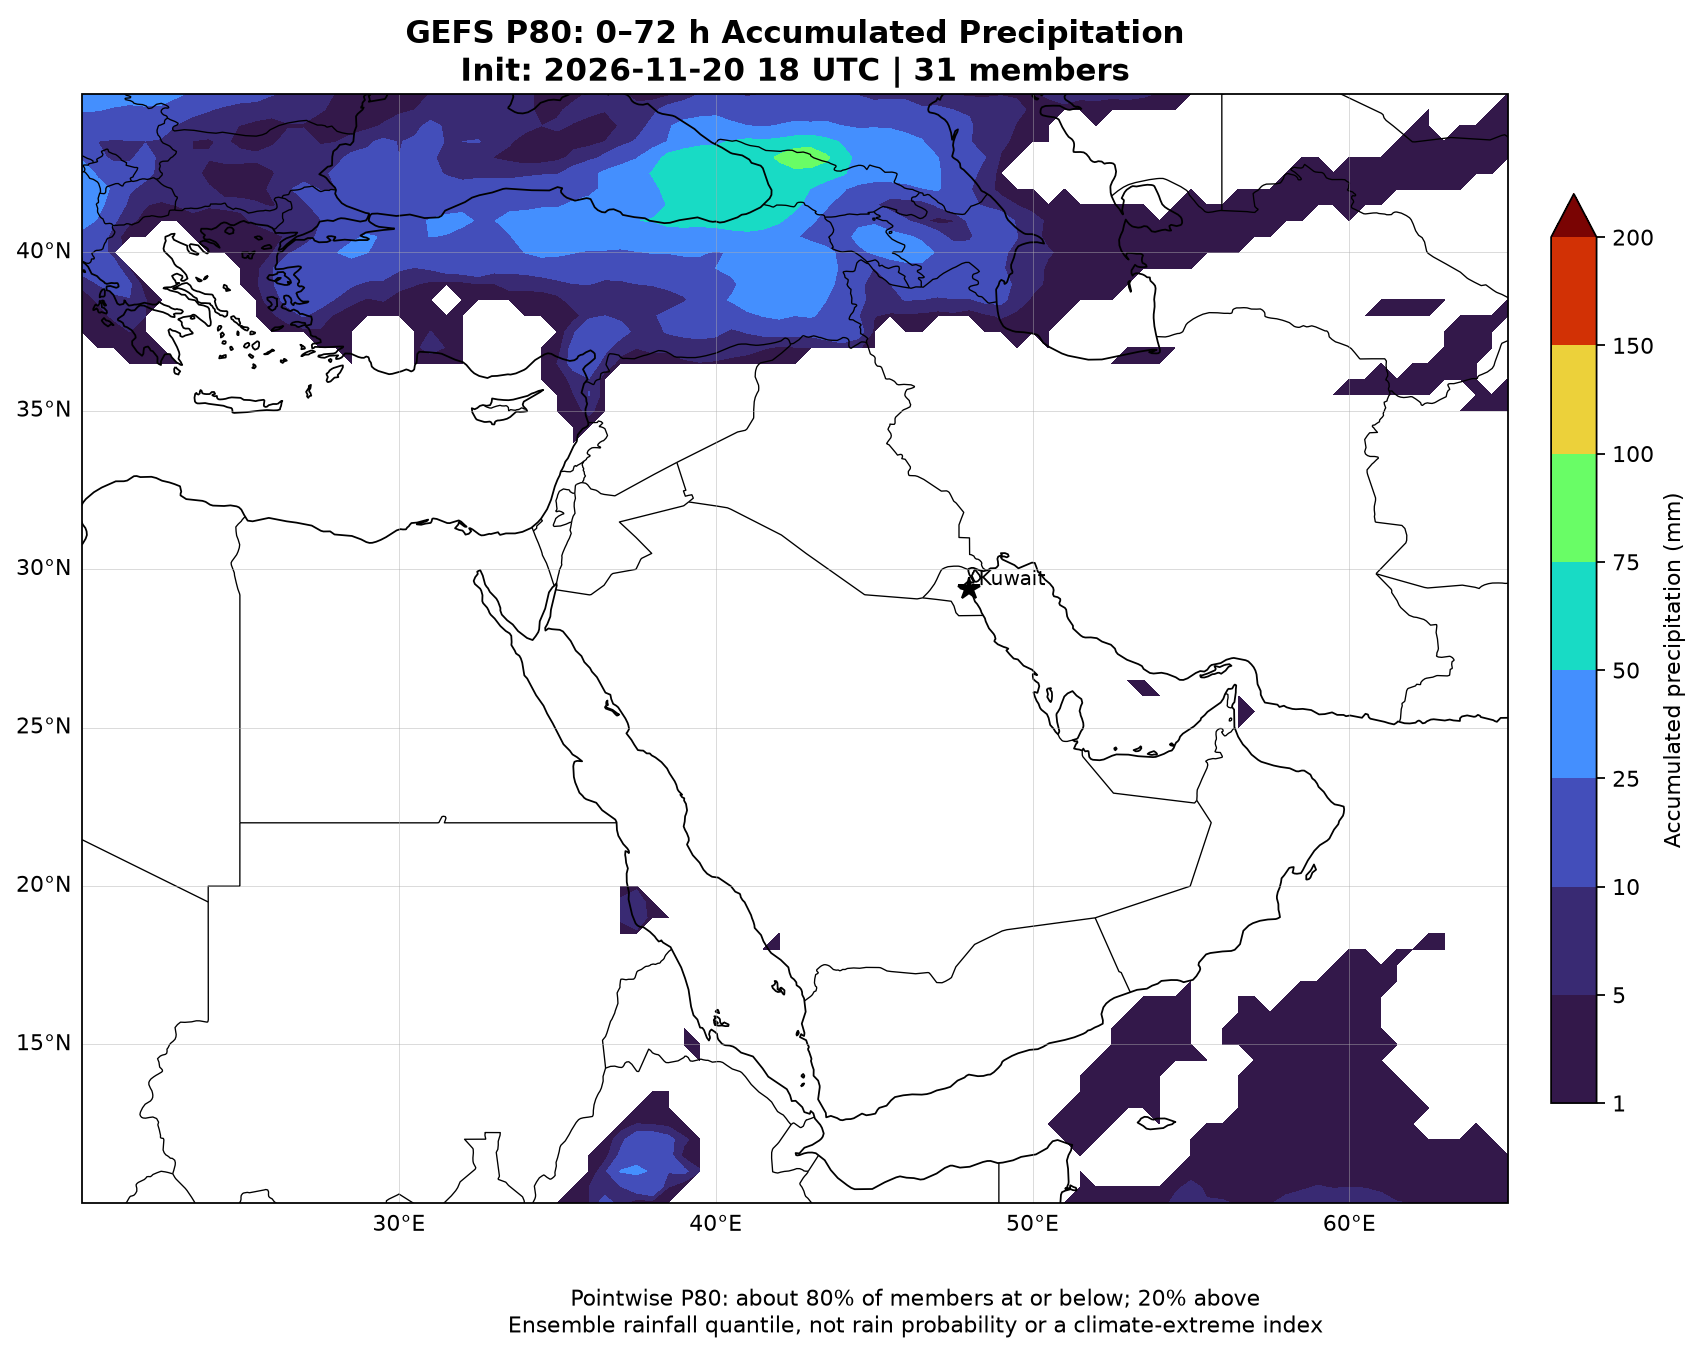 GEFS P80: 0–72 h Accumulated Precipitation
Init: 2026-11-20 18 UTC | 31 members
40°N
35°N
30°N
25°N
20°N
15°N
Kuwait
30°E
40°E
50°E
60°E
200
150
100
75
50
25
10
5
1
Accumulated precipitation (mm)
Pointwise P80: about 80% of members at or below; 20% above
Ensemble rainfall quantile, not rain probability or a climate-extreme index